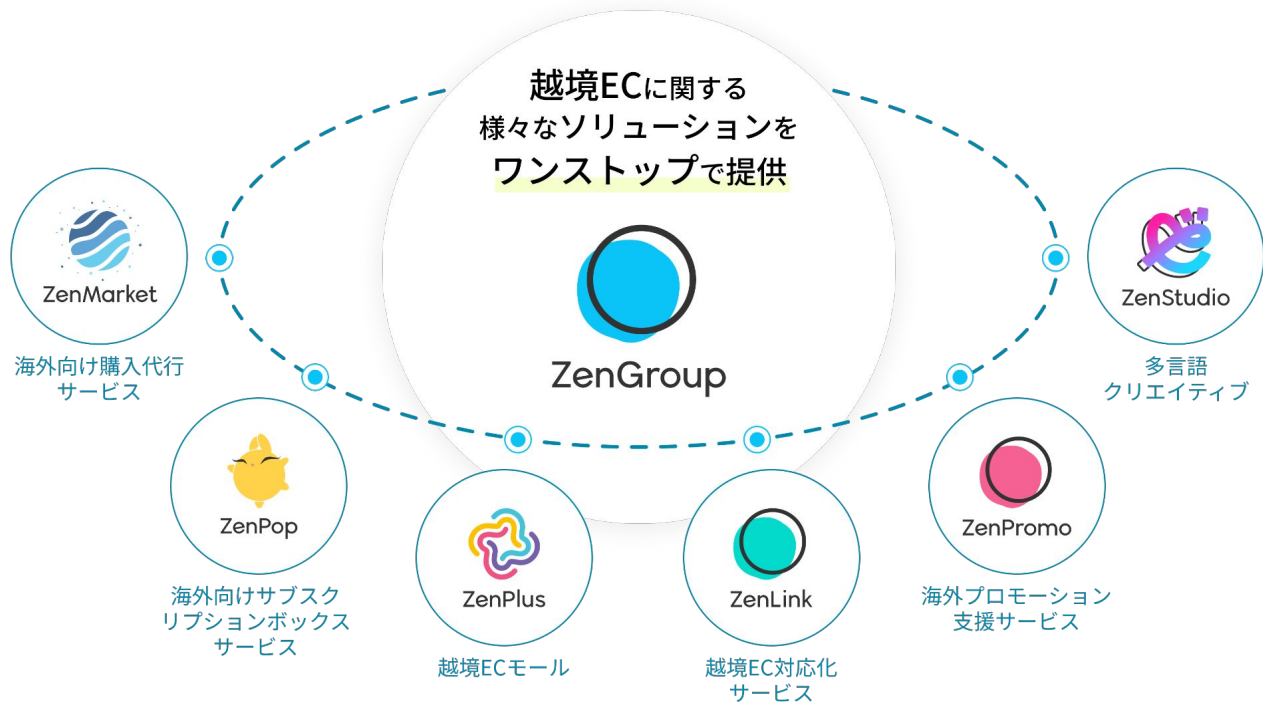 越境ECに関する
様々なソリューションを
ワンストップで提供
ZenGroup
ZenMarket
海外向け購入代行
サービス
ZenPop
海外向けサブスク
リプションボックス
サービス
ZenPlus
越境ECモール
ZenLink
越境EC対応化
サービス
ZenPromo
海外プロモーション
支援サービス
ZenStudio
多言語
クリエイティブ